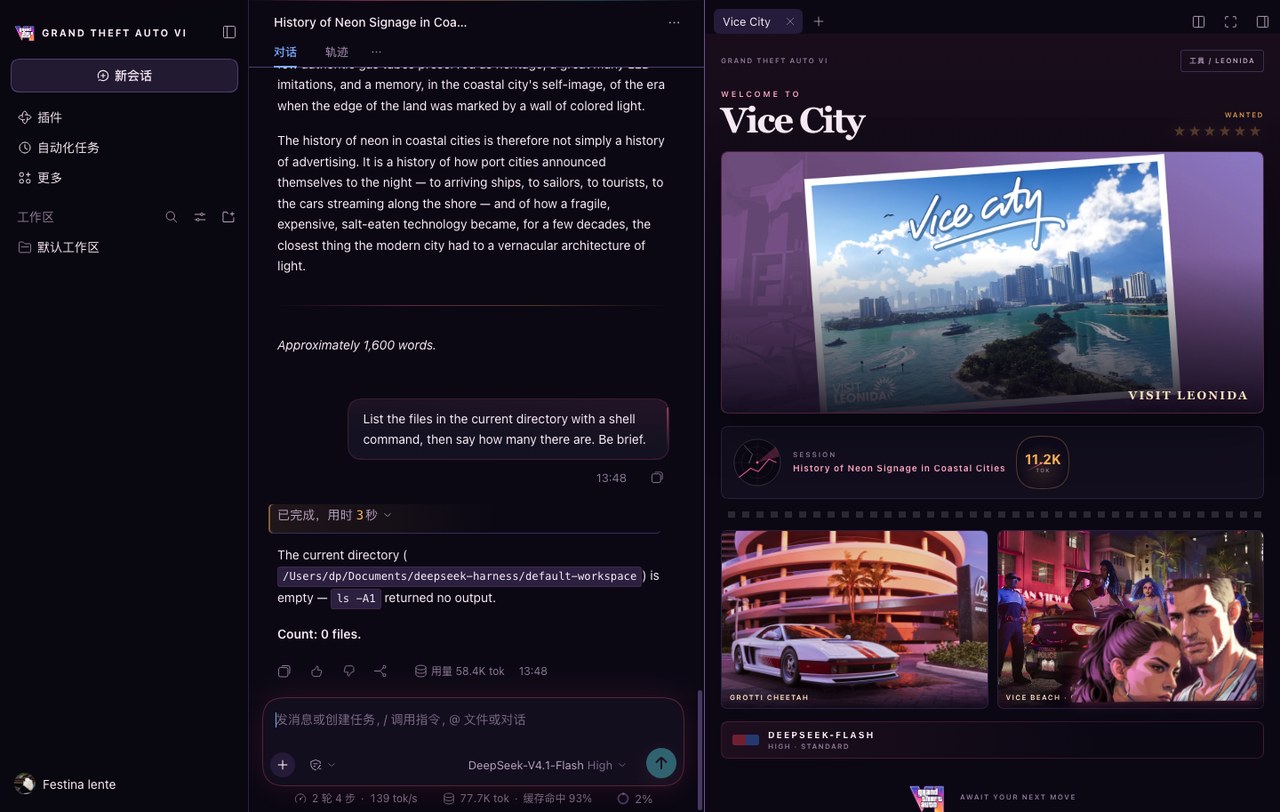 GRAND THEFT AUTO VI
新会话
插件
自动化任务
更多
工作区
默认工作区
Festina lente
History of Neon Signage in Coa...
对话
轨迹
imitations, and a memory, in the coastal city's self-image, of the era
when the edge of the land was marked by a wall of colored light.
The history of neon in coastal cities is therefore not simply a history
of advertising. It is a history of how port cities announced
themselves to the night — to arriving ships, to sailors, to tourists, to
the cars streaming along the shore — and of how a fragile,
expensive, salt-eaten technology became, for a few decades, the
closest thing the modern city had to a vernacular architecture of
light.
Approximately 1,600 words.
List the files in the current directory with a shell
command, then say how many there are. Be brief.
13:48
已完成，用时 3秒
The current directory (
/Users/dp/Documents/deepseek-harness/default-workspace ) is
empty — ls -A1 returned no output.
Count: 0 files.
用量 58.4K tok 13:48
发消息或创建任务, / 调用指令, @ 文件或对话
DeepSeek-V4.1-Flash High
2 轮 4 步 · 139 tok/s 77.7K tok · 缓存命中 93% 2%
Vice City
GRAND THEFT AUTO VI
工具 / LEONIDA
WELCOME TO
Vice City
WANTED
vice city
VISIT LEONIDA
VISIT LEONIDA
SESSION
History of Neon Signage in Coastal Cities
11.2K
TOK
GROTTI CHEETAH
VICE BEACH ·
POLICE
DEEPSEEK-FLASH
HIGH · STANDARD
AWAIT YOUR NEXT MOVE